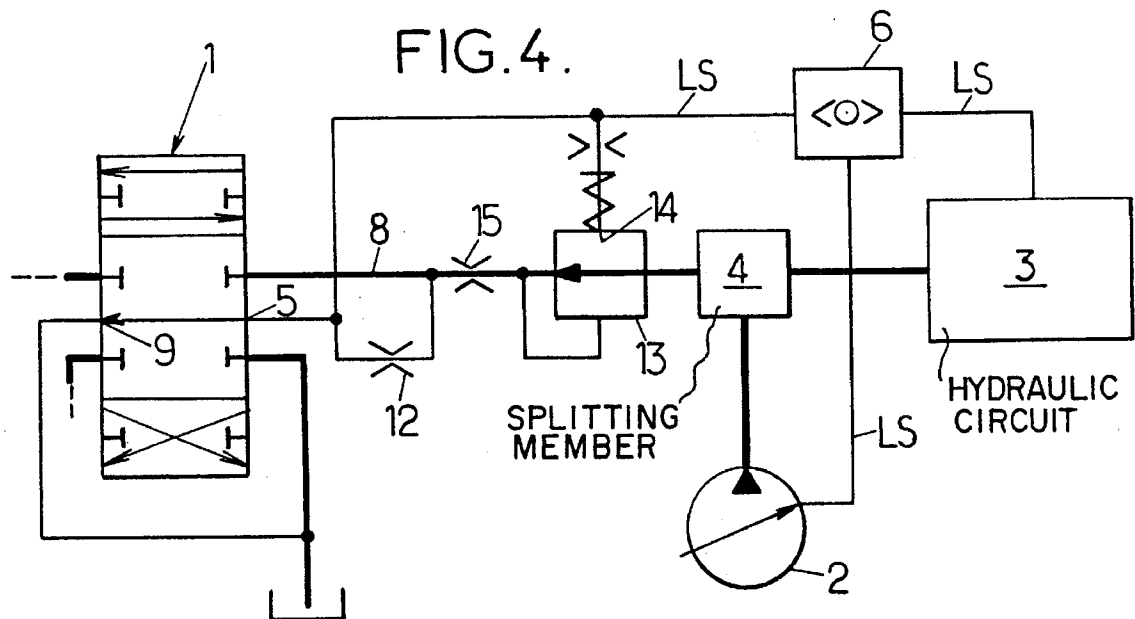 FIG.4.
1
6
LS
LS
8
15
14
4
3
5
9
12
13
SPLITTING
MEMBER
HYDRAULIC
CIRCUIT
LS
2